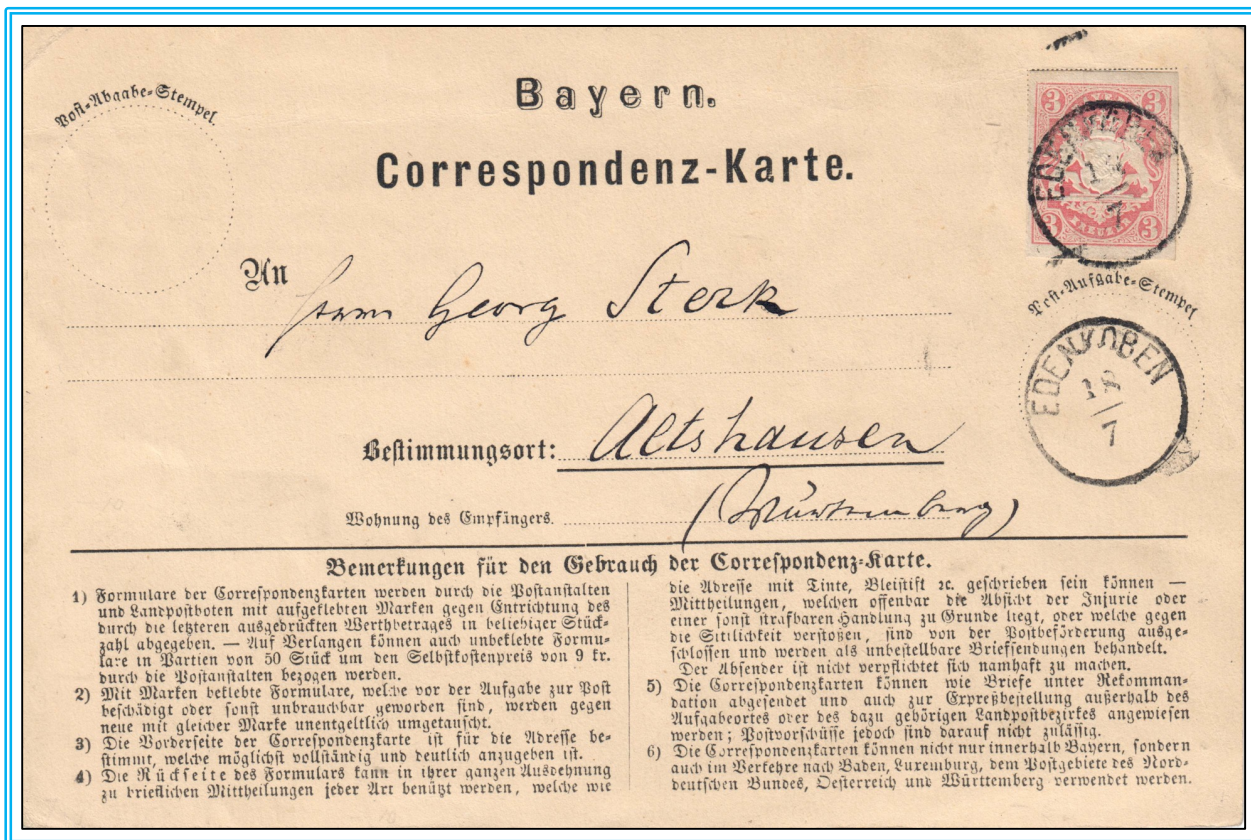 Post-Abgabe-Stempel.
Bayern.
Correspondenz-Karte.
3 3
3 3
KREUZER
EDENKOBEN
18
7
An Herrn Georg Sterk
Post-Aufgabe-Stempel
EDENKOBEN
18
7
Bestimmungsort: Altshausen
Wohnung des Empfängers. (Würtemberg)
Bemerkungen für den Gebrauch der Correspondenz-Karte.
1) Formulare der Correspondenzkarten werden durch die Postanstalten
und Landpostboten mit aufgeklebten Marken gegen Entrichtung des
durch die letzteren ausgedrückten Werthbetrages in beliebiger Stück-
zahl abgegeben. — Auf Verlangen können auch unbeklebte Formu-
lare in Partien von 50 Stück um den Selbstkostenpreis von 9 kr.
durch die Postanstalten bezogen werden.
2) Mit Marken beklebte Formulare, welche vor der Aufgabe zur Post
beschädigt oder sonst unbrauchbar geworden sind, werden gegen
neue mit gleicher Marke unentgeltlich umgetauscht.
3) Die Vorderseite der Correspondenzkarte ist für die Adresse be-
stimmt, welche möglichst vollständig und deutlich anzugeben ist.
4) Die Rückseite des Formulars kann in ihrer ganzen Ausdehnung
zu brieflichen Mittheilungen jeder Art benützt werden, welche wie
die Adresse mit Tinte, Bleistift ꝛc. geschrieben sein können —
Mittheilungen, welchen offenbar die Absicht der Injurie oder
einer sonst strafbaren Handlung zu Grunde liegt, oder welche gegen
die Sittlichkeit verstoßen, sind von der Postbeförderung ausge-
schlossen und werden als unbestellbare Briefsendungen behandelt.
Der Absender ist nicht verpflichtet sich namhaft zu machen.
5) Die Correspondenzkarten können wie Briefe unter Rekomman-
dation abgesendet und auch zur Expreßbestellung außerhalb des
Aufgabeortes oder des dazu gehörigen Landpostbezirkes angewiesen
werden; Postvorschüsse jedoch sind darauf nicht zulässig.
6) Die Correspondenzkarten können nicht nur innerhalb Bayern, sondern
auch im Verkehre nach Baden, Luxemburg, dem Postgebiete des Nord-
deutschen Bundes, Oesterreich und Württemberg verwendet werden.